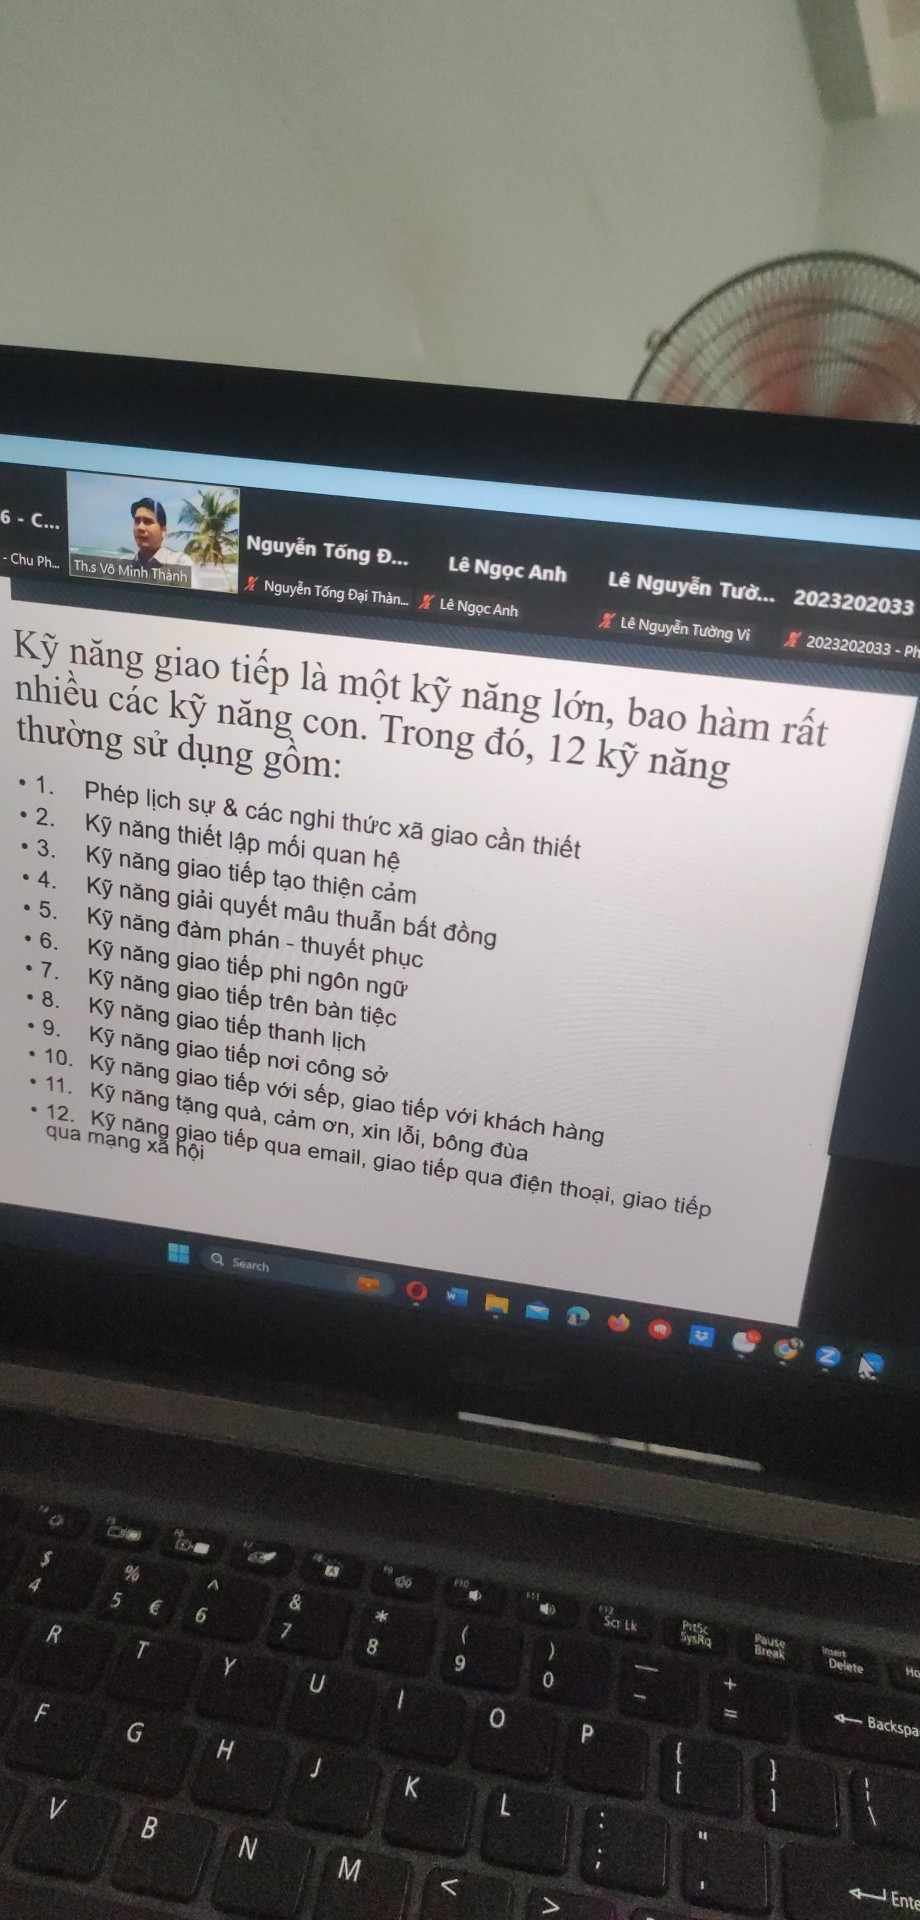 6 - C...
- Chu Ph...
Th.s Võ Minh Thành
Nguyễn Tống Đ...
Nguyễn Tống Đại Thàn...
Lê Ngọc Anh
Lê Ngọc Anh
Lê Nguyễn Tườ...
Lê Nguyễn Tường Vi
2023202033
2023202033 - Ph
Kỹ năng giao tiếp là một kỹ năng lớn, bao hàm rất
nhiều các kỹ năng con. Trong đó, 12 kỹ năng
thường sử dụng gồm:
• 1. Phép lịch sự & các nghi thức xã giao cần thiết
• 2. Kỹ năng thiết lập mối quan hệ
• 3. Kỹ năng giao tiếp tạo thiện cảm
• 4. Kỹ năng giải quyết mâu thuẫn bất đồng
• 5. Kỹ năng đàm phán - thuyết phục
• 6. Kỹ năng giao tiếp phi ngôn ngữ
• 7. Kỹ năng giao tiếp trên bàn tiệc
• 8. Kỹ năng giao tiếp thanh lịch
• 9. Kỹ năng giao tiếp nơi công sở
• 10. Kỹ năng giao tiếp với sếp, giao tiếp với khách hàng
• 11. Kỹ năng tặng quà, cảm ơn, xin lỗi, bông đùa
• 12. Kỹ năng giao tiếp qua email, giao tiếp qua điện thoại, giao tiếp
qua mạng xã hội
Search
F9 F10 F11 F12
Scr Lk
PrtSc
SysRq
Pause
Break
Insert
Delete
Ho
$ % ^ & * ( ) — +
4 5 € 6 7 8 9 0 - =
Backspa
R T Y U I O P { [ } ] | \
F G H J K L : ; " '
Ente
V B N M < >